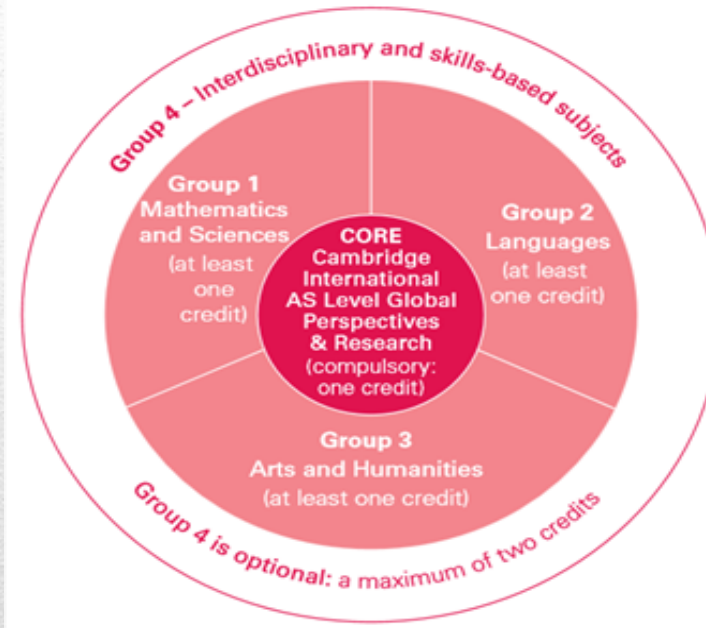 Group 4 – Interdisciplinary and skills-based subjects
Group 1
Mathematics
and Sciences
(at least
one
credit)
Group 2
Languages
(at least
one credit)
CORE
Cambridge
International
AS Level Global
Perspectives
& Research
(compulsory:
one credit)
Group 3
Arts and Humanities
(at least one credit)
Group 4 is optional: a maximum of two credits